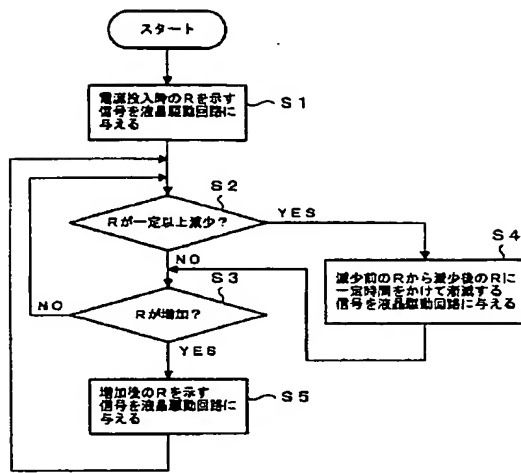 スタート
電源投入時のRを示す
信号を液晶駆動回路に
与える
S1
S2
Rが一定以上減少?
YES
S4
NO
減少前のRから減少後のRに
一定時間をかけて漸減する
信号を液晶駆動回路に与える
S3
NO
Rが増加?
YES
増加後のRを示す
信号を液晶駆動回路に
与える
S5